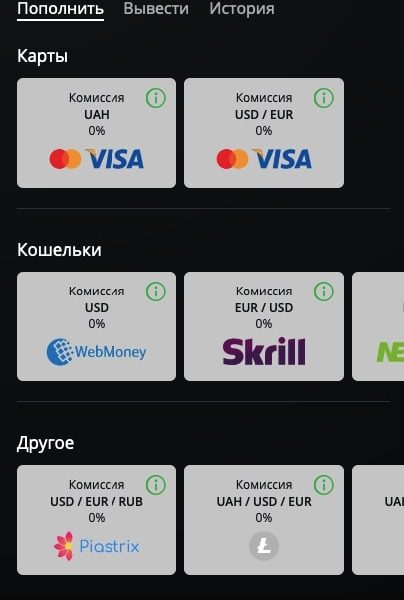 Пополнить Вывести История
Карты
Комиссия
UAH
0%
VISA
Комиссия
USD / EUR
0%
VISA
Кошельки
Комиссия
USD
0%
WebMoney
Комиссия
EUR / USD
0%
Skrill
NE
Другое
Комиссия
USD / EUR / RUB
0%
Piastrix
Комиссия
UAH / USD / EUR
0%
UAH